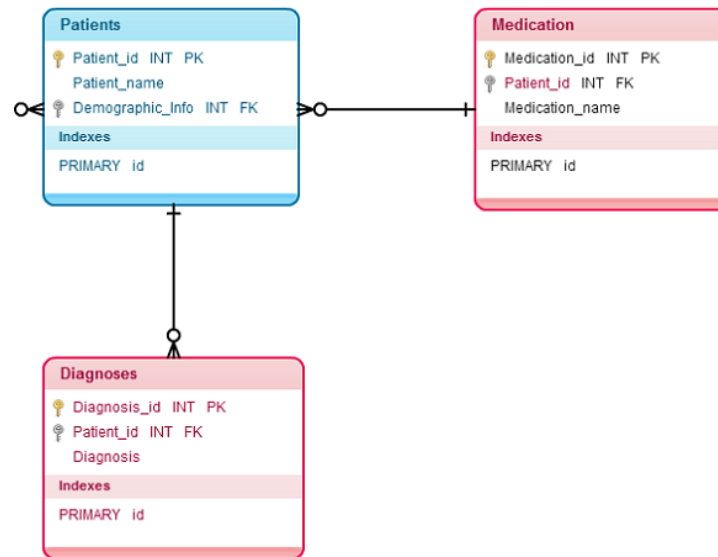 Patients
Patient_id INT PK
Patient_name
Demographic_Info INT FK
Indexes
PRIMARY id
Medication
Medication_id INT PK
Patient_id INT FK
Medication_name
Indexes
PRIMARY id
Diagnoses
Diagnosis_id INT PK
Patient_id INT FK
Diagnosis
Indexes
PRIMARY id